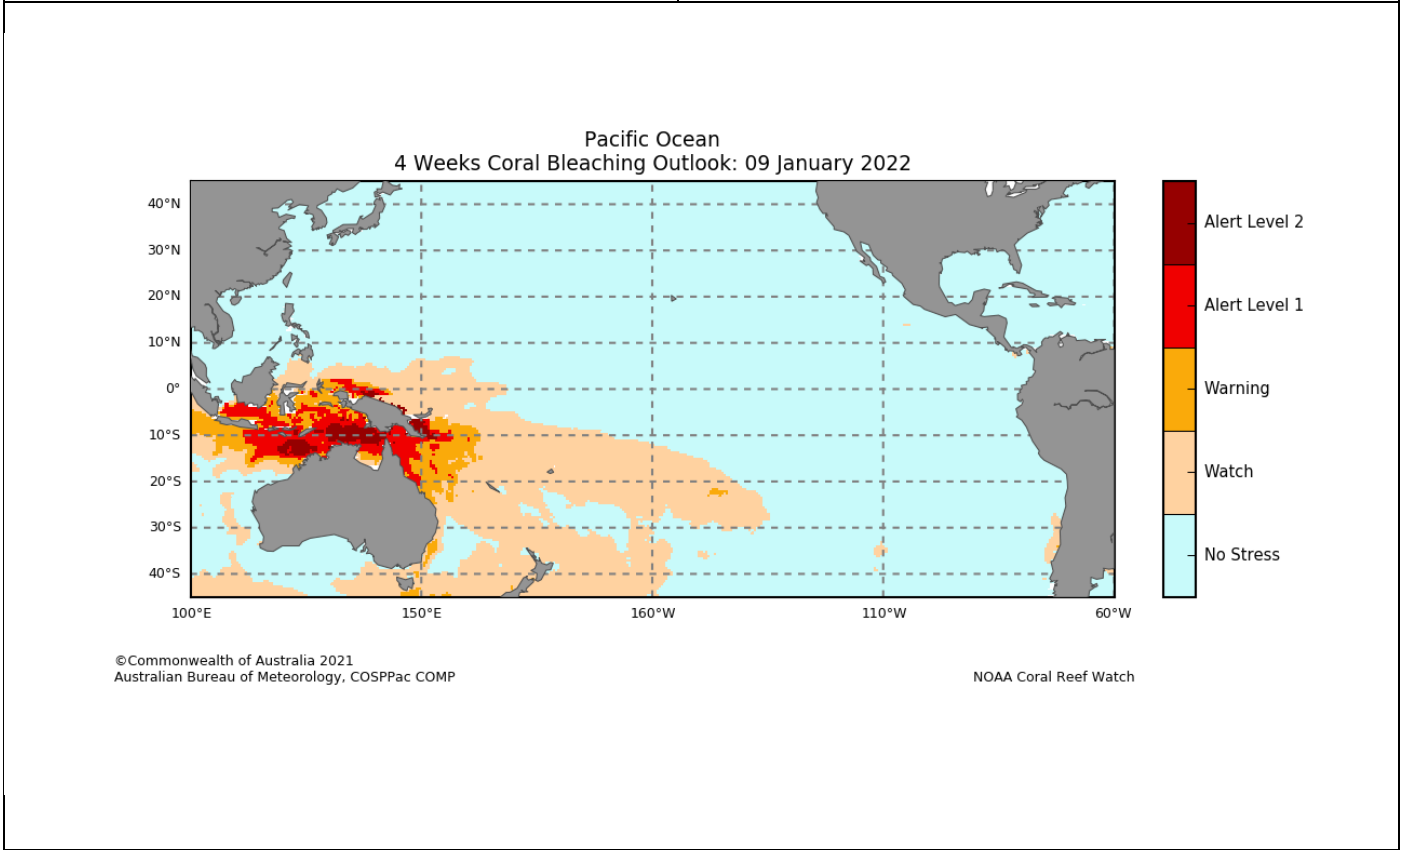 Pacific Ocean
4 Weeks Coral Bleaching Outlook: 09 January 2022
40°N
30°N
20°N
10°N
0°
10°S
20°S
30°S
40°S
100°E
150°E
160°W
110°W
60°W
Alert Level 2
Alert Level 1
Warning
Watch
No Stress
©Commonwealth of Australia 2021
Australian Bureau of Meteorology, COSPPac COMP
NOAA Coral Reef Watch